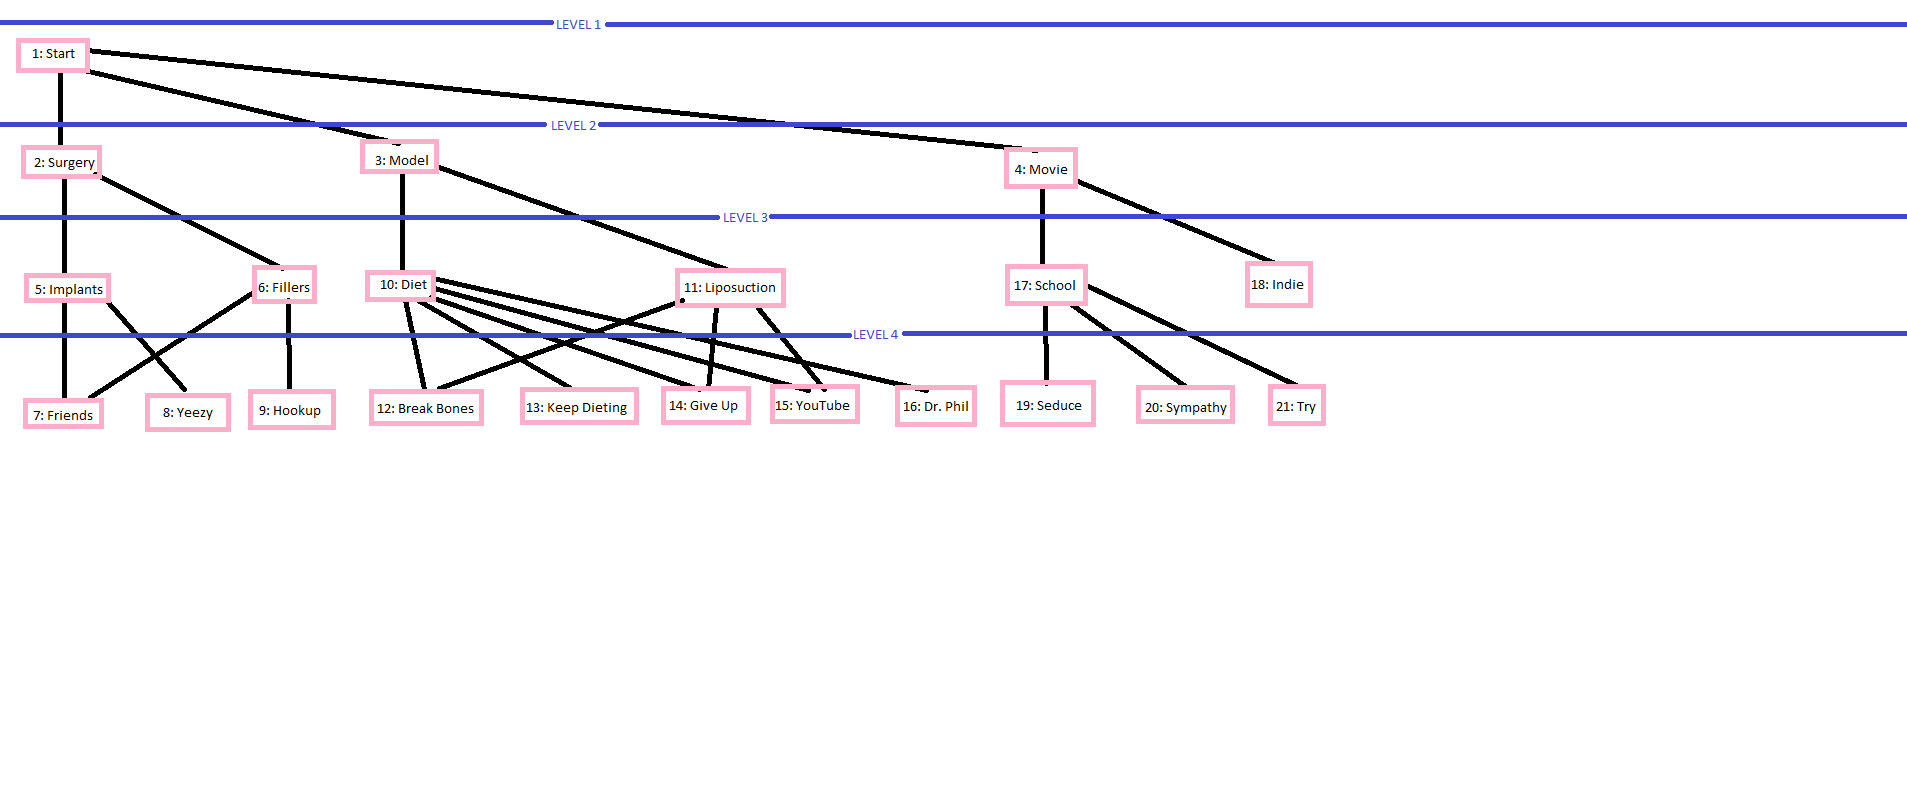 LEVEL 1
1: Start
LEVEL 2
2: Surgery
3: Model
4: Movie
LEVEL 3
5: Implants
6: Fillers
10: Diet
11: Liposuction
17: School
18: Indie
LEVEL 4
7: Friends
8: Yeezy
9: Hookup
12: Break Bones
13: Keep Dieting
14: Give Up
15: YouTube
16: Dr. Phil
19: Seduce
20: Sympathy
21: Try